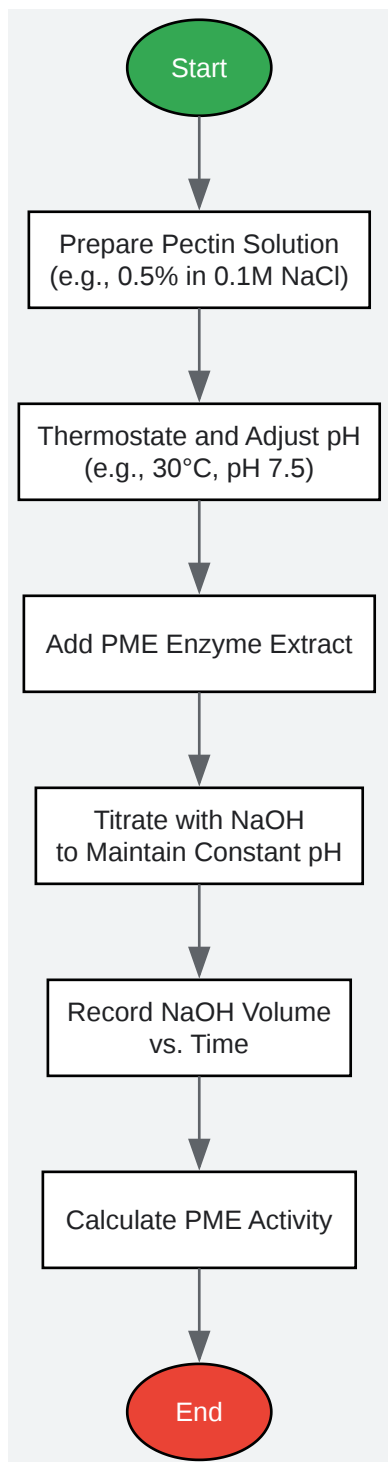 Start
Prepare Pectin Solution
(e.g., 0.5% in 0.1M NaCl)
Thermostate and Adjust pH
(e.g., 30°C, pH 7.5)
Add PME Enzyme Extract
Titrate with NaOH
to Maintain Constant pH
Record NaOH Volume
vs. Time
Calculate PME Activity
End